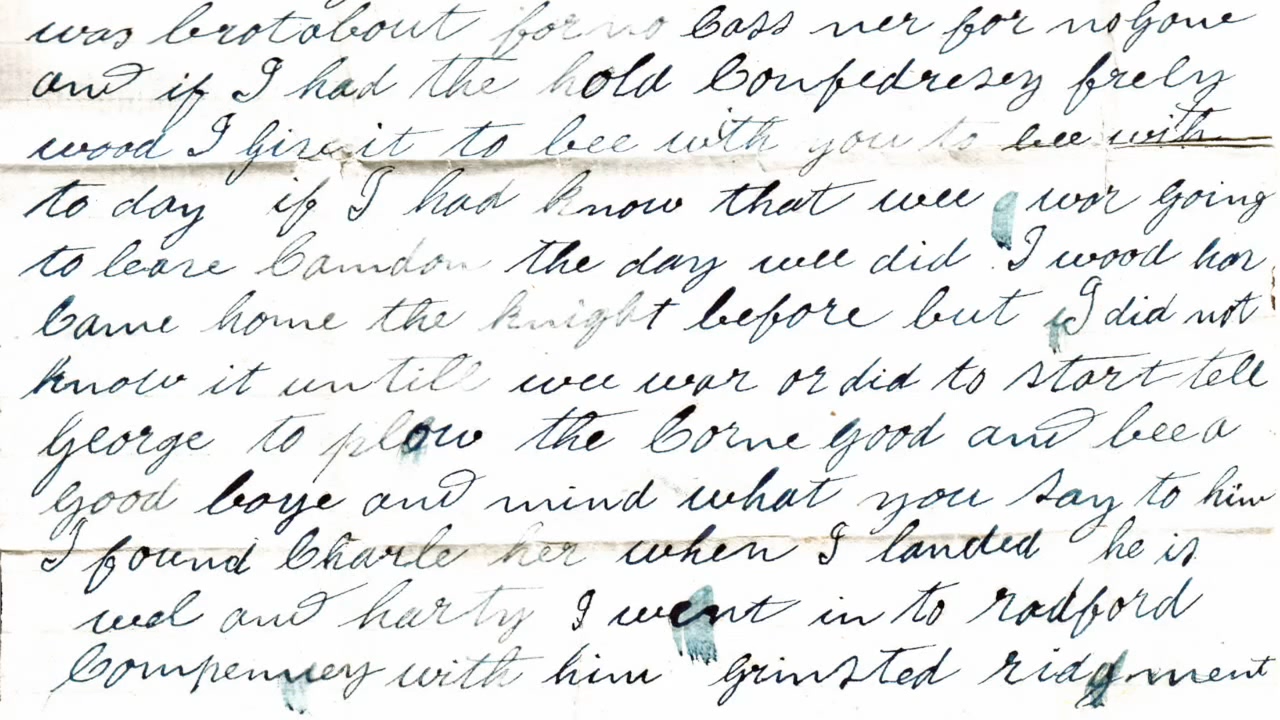 was brotabout for no Cass ner for nogone
and if I had the hold Confedresey frely
wood I give it to bee with you to bee with
to day if I had know that wee wor going
to leave Camdon the day wee did I wood hav
Came home the knight before but I did not
know it untill wee war ordid to start tell
George to plow the Corne good and bee a
good boye and mind what you say to him
I found Charle her when I landed he is
wel and harty I went in to radford
Compenney with him Grinsted ridgment